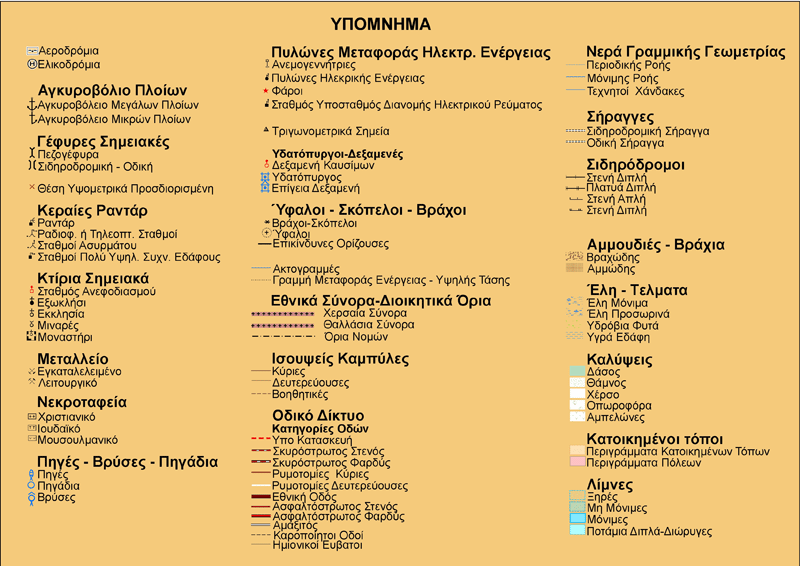 ΥΠΟΜΝΗΜΑ
Αεροδρόμια
Ελικοδρόμια
Αγκυροβόλιο Πλοίων
Αγκυροβόλειο Μεγάλων Πλοίων
Αγκυροβόλειο Μικρών Πλοίων
Γέφυρες Σημειακές
Πεζογέφυρα
Σιδηροδρομική - Οδική
Θέση Υψομετρικά Προσδιορισμένη
Κεραίες Ραντάρ
Ραντάρ
Ραδιοφ. ή Τηλεοπτ. Σταθμοί
Σταθμοί Ασυρμάτου
Σταθμοί Πολύ Υψηλ. Συχν. Εδάφους
Κτίρια Σημειακά
Σταθμός Ανεφοδιασμού
Εξωκλήσι
Εκκλησία
Μιναρές
Μοναστήρι
Μεταλλείο
Εγκαταλελειμένο
Λειτουργικό
Νεκροταφεία
Χριστιανικό
Ιουδαϊκό
Μουσουλμανικό
Πηγές - Βρύσες - Πηγάδια
Πηγές
Πηγάδια
Βρύσες
Πυλώνες Μεταφοράς Ηλεκτρ. Ενέργειας
Ανεμογεννήτριες
Πυλώνες Ηλεκρικής Ενέργειας
Φάροι
Σταθμός Υποσταθμός Διανομής Ηλεκτρικού Ρεύματος
Τριγωνομετρικά Σημεία
Υδατόπυργοι-Δεξαμενές
Δεξαμενή Καυσίμων
Υδατόπυργος
Επίγεια Δεξαμενή
Ύφαλοι - Σκόπελοι - Βράχοι
Βράχοι-Σκόπελοι
Ύφαλοι
Επικίνδυνες Ορίζουσες
Ακτογραμμές
Γραμμή Μεταφοράς Ενέργειας - Υψηλής Τάσης
Εθνικά Σύνορα-Διοικητικά Όρια
Χερσαία Σύνορα
Θαλλάσια Σύνορα
Όρια Νομών
Ισουψείς Καμπύλες
Κύριες
Δευτερεύουσες
Βοηθητικές
Οδικό Δίκτυο
Κατηγορίες Οδών
Υπο Κατασκευή
Σκυρόστρωτος Στενός
Σκυρόστρωτος Φαρδύς
Ρυμοτομίες Κύριες
Ρυμοτομίες Δευτερεύουσες
Εθνική Οδός
Ασφαλτόστρωτος Στενός
Ασφαλτόστρωτος Φαρδύς
Αμαξιτός
Καροποίητοι Οδοί
Ημιονικοί Ευβατοι
Νερά Γραμμικής Γεωμετρίας
Περιοδικής Ροής
Μόνιμης Ροής
Τεχνητοί Χάνδακες
Σήραγγες
Σιδηροδρομική Σήραγγα
Οδική Σήραγγα
Σιδηρόδρομοι
Στενή Διπλή
Πλατυά Διπλή
Στενή Απλή
Στενή Διπλή
Αμμουδιές - Βράχια
Βραχώδης
Αμμώδης
Έλη - Τελματα
Έλη Μόνιμα
Έλη Προσωρινά
Υδρόβια Φυτά
Υγρά Εδάφη
Καλύψεις
Δάσος
Θάμνος
Χέρσο
Οπωροφόρα
Αμπελώνες
Κατοικημένοι τόποι
Περιγράμματα Κατοικημένων Τόπων
Περιγράμματα Πόλεων
Λίμνες
Ξηρές
Μη Μόνιμες
Μόνιμες
Ποτάμια Διπλά-Διώρυγες